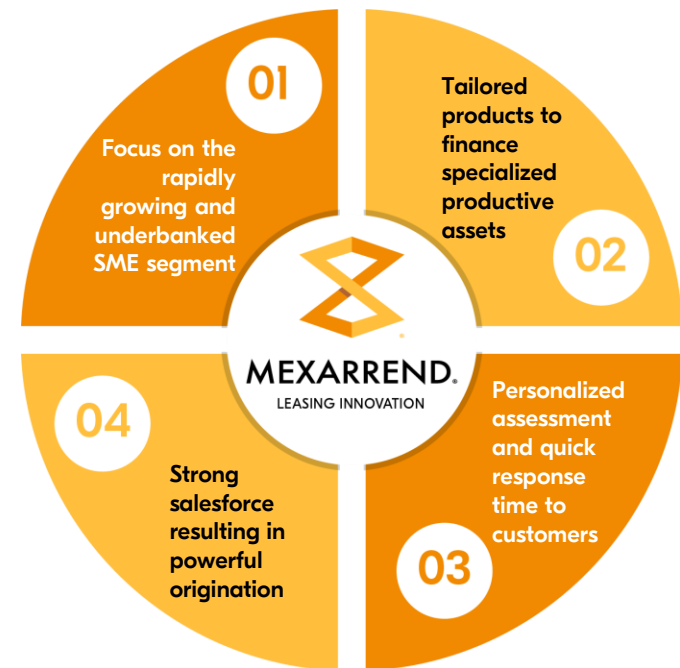 01
Focus on the
rapidly
growing and
underbanked
SME segment
Tailored
products to
finance
specialized
productive
assets
02
MEXARREND.
LEASING INNOVATION
Personalized
assessment
and quick
response
time to
customers
03
04
Strong
salesforce
resulting in
powerful
origination